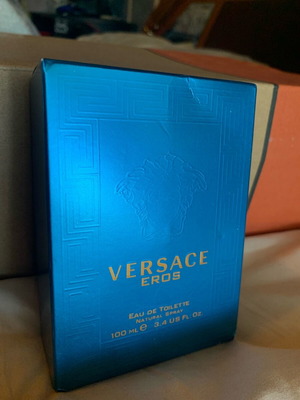 VERSACE
EROS
EAU DE TOILETTE
NATURAL SPRAY
100 ML ℮ 3.4 US FL. OZ